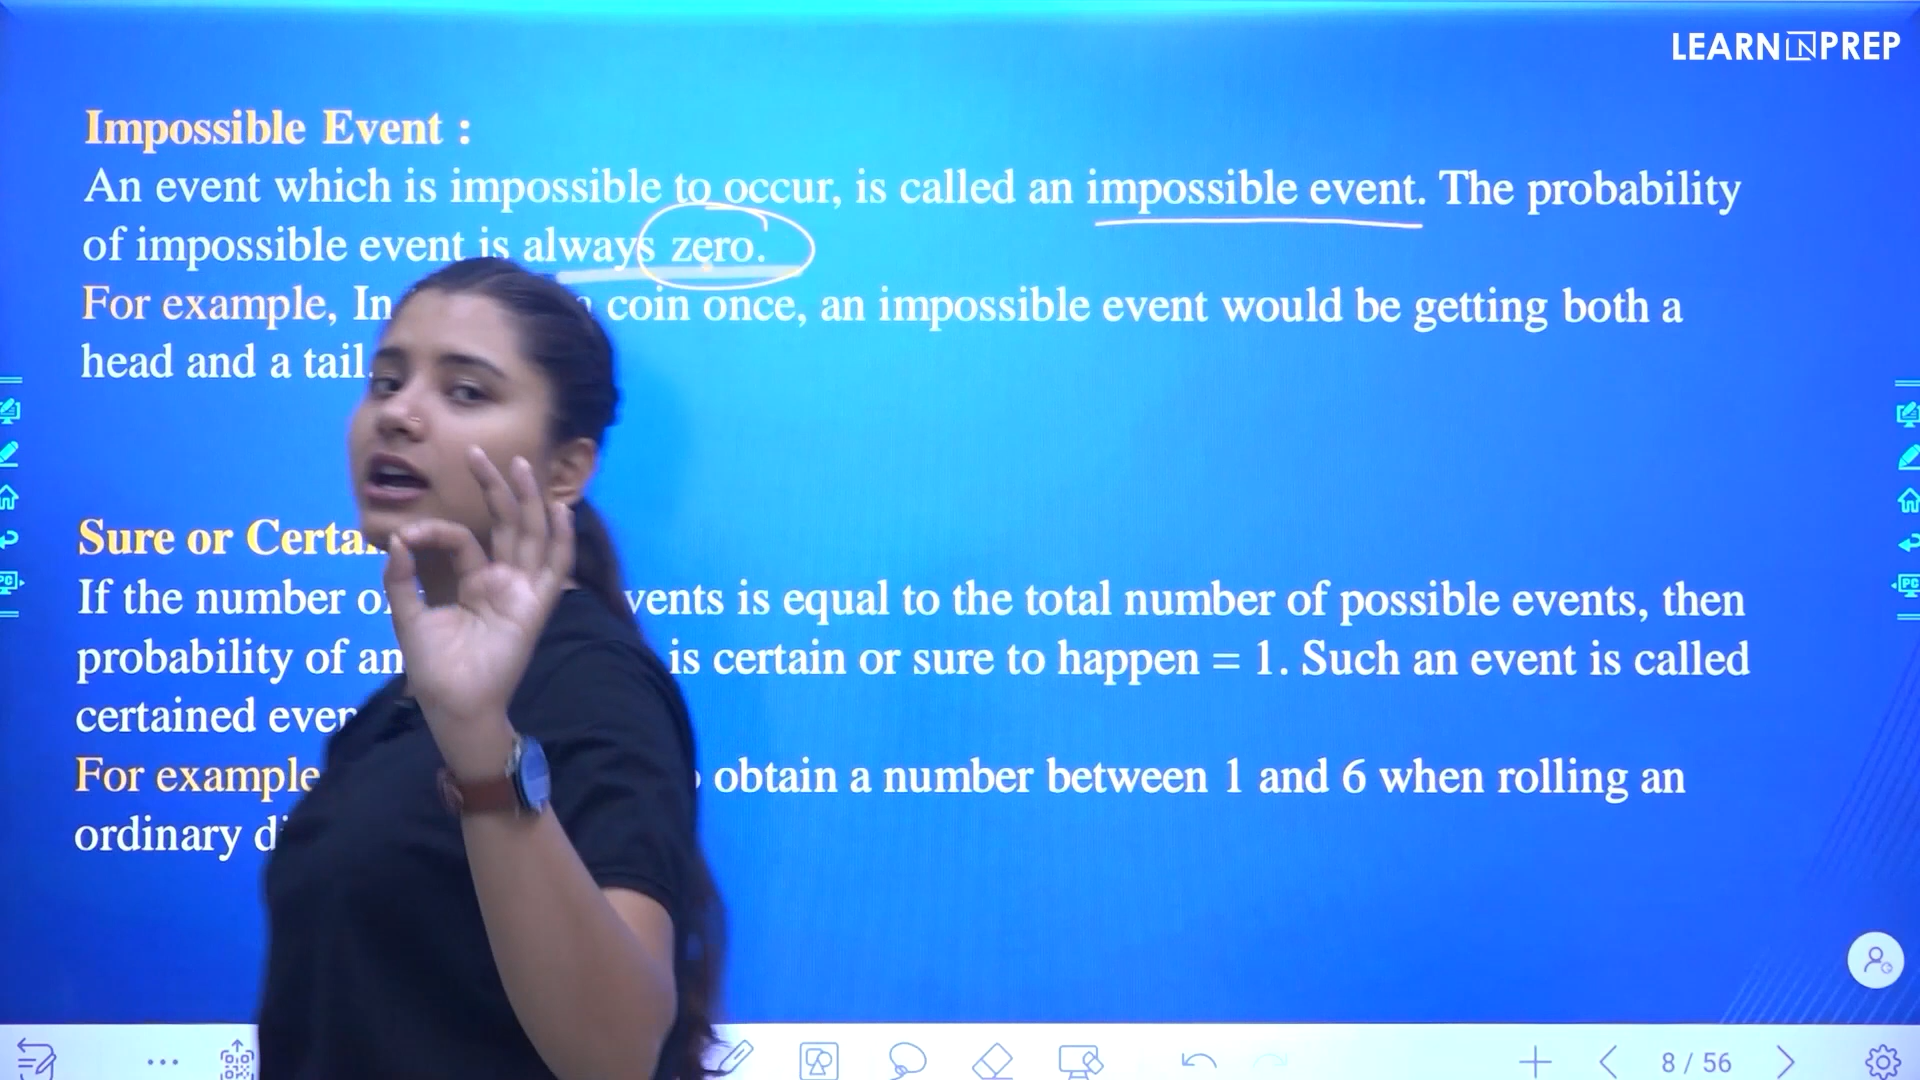 LEARN IN PREP
Impossible Event :
An event which is impossible to occur, is called an impossible event. The probability
of impossible event is always zero.
For example, In coin once, an impossible event would be getting both a
head and a tail.
Sure or
If the number vents is equal to the total number of possible events, then
probability of an is certain or sure to happen = 1. Such an event is called
certained
For example obtain a number between 1 and 6 when rolling an
ordinary
8 / 56